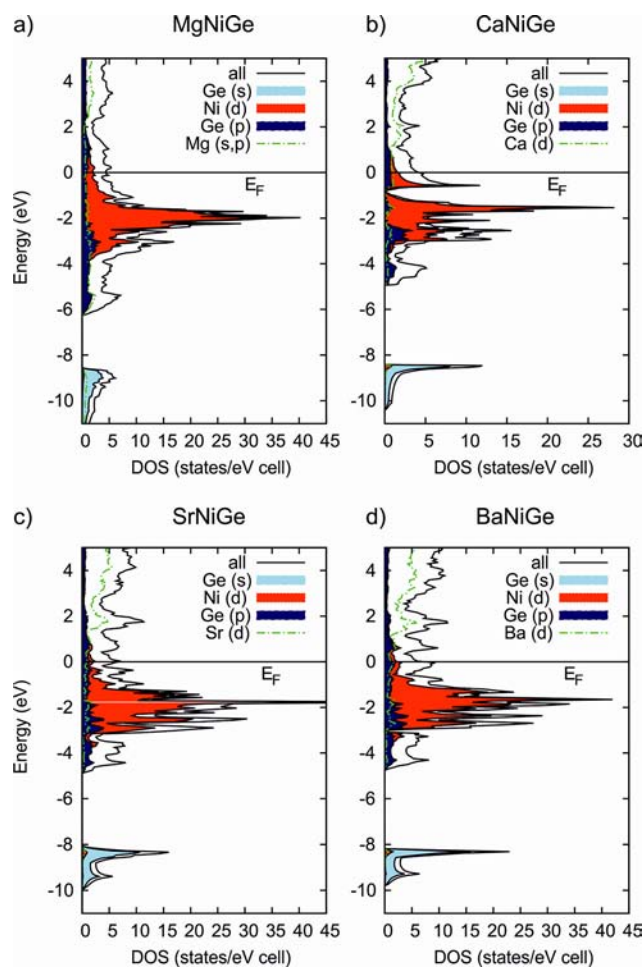 a) MgNiGe
all
Ge (s)
Ni (d)
Ge (p)
Mg (s,p)
E_F
Energy (eV)
4
2
0
-2
-4
-6
-8
-10
0 5 10 15 20 25 30 35 40 45
DOS (states/eV cell)
b) CaNiGe
all
Ge (s)
Ni (d)
Ge (p)
Ca (d)
E_F
4
2
0
-2
-4
-6
-8
-10
0 5 10 15 20 25 30
DOS (states/eV cell)
c) SrNiGe
all
Ge (s)
Ni (d)
Ge (p)
Sr (d)
E_F
Energy (eV)
4
2
0
-2
-4
-6
-8
-10
0 5 10 15 20 25 30 35 40 45
DOS (states/eV cell)
d) BaNiGe
all
Ge (s)
Ni (d)
Ge (p)
Ba (d)
E_F
4
2
0
-2
-4
-6
-8
-10
0 5 10 15 20 25 30 35 40 45
DOS (states/eV cell)